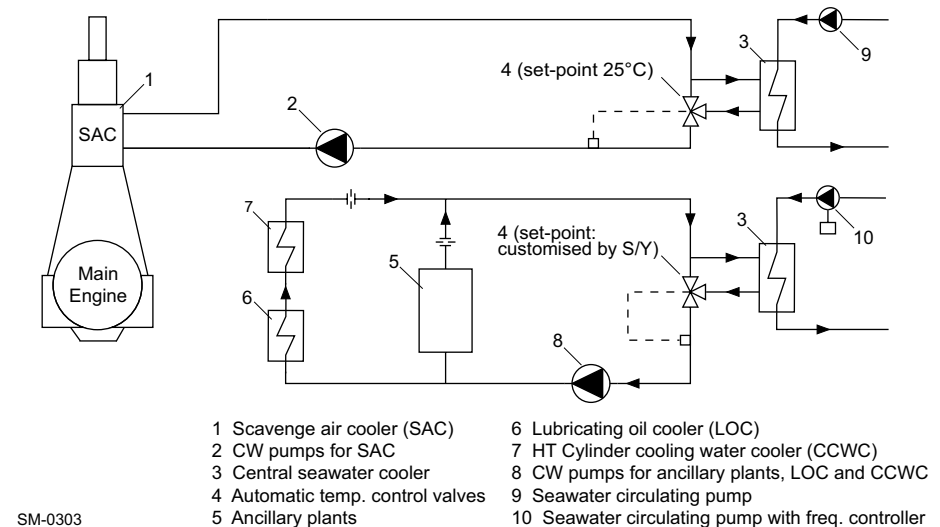 1
SAC
2
4 (set-point 25°C)
3
9
Main
Engine
7
6
5
4 (set-point:
customised by S/Y)
3
10
8
1 Scavenge air cooler (SAC)
2 CW pumps for SAC
3 Central seawater cooler
4 Automatic temp. control valves
5 Ancillary plants
6 Lubricating oil cooler (LOC)
7 HT Cylinder cooling water cooler (CCWC)
8 CW pumps for ancillary plants, LOC and CCWC
9 Seawater circulating pump
10 Seawater circulating pump with freq. controller
SM-0303